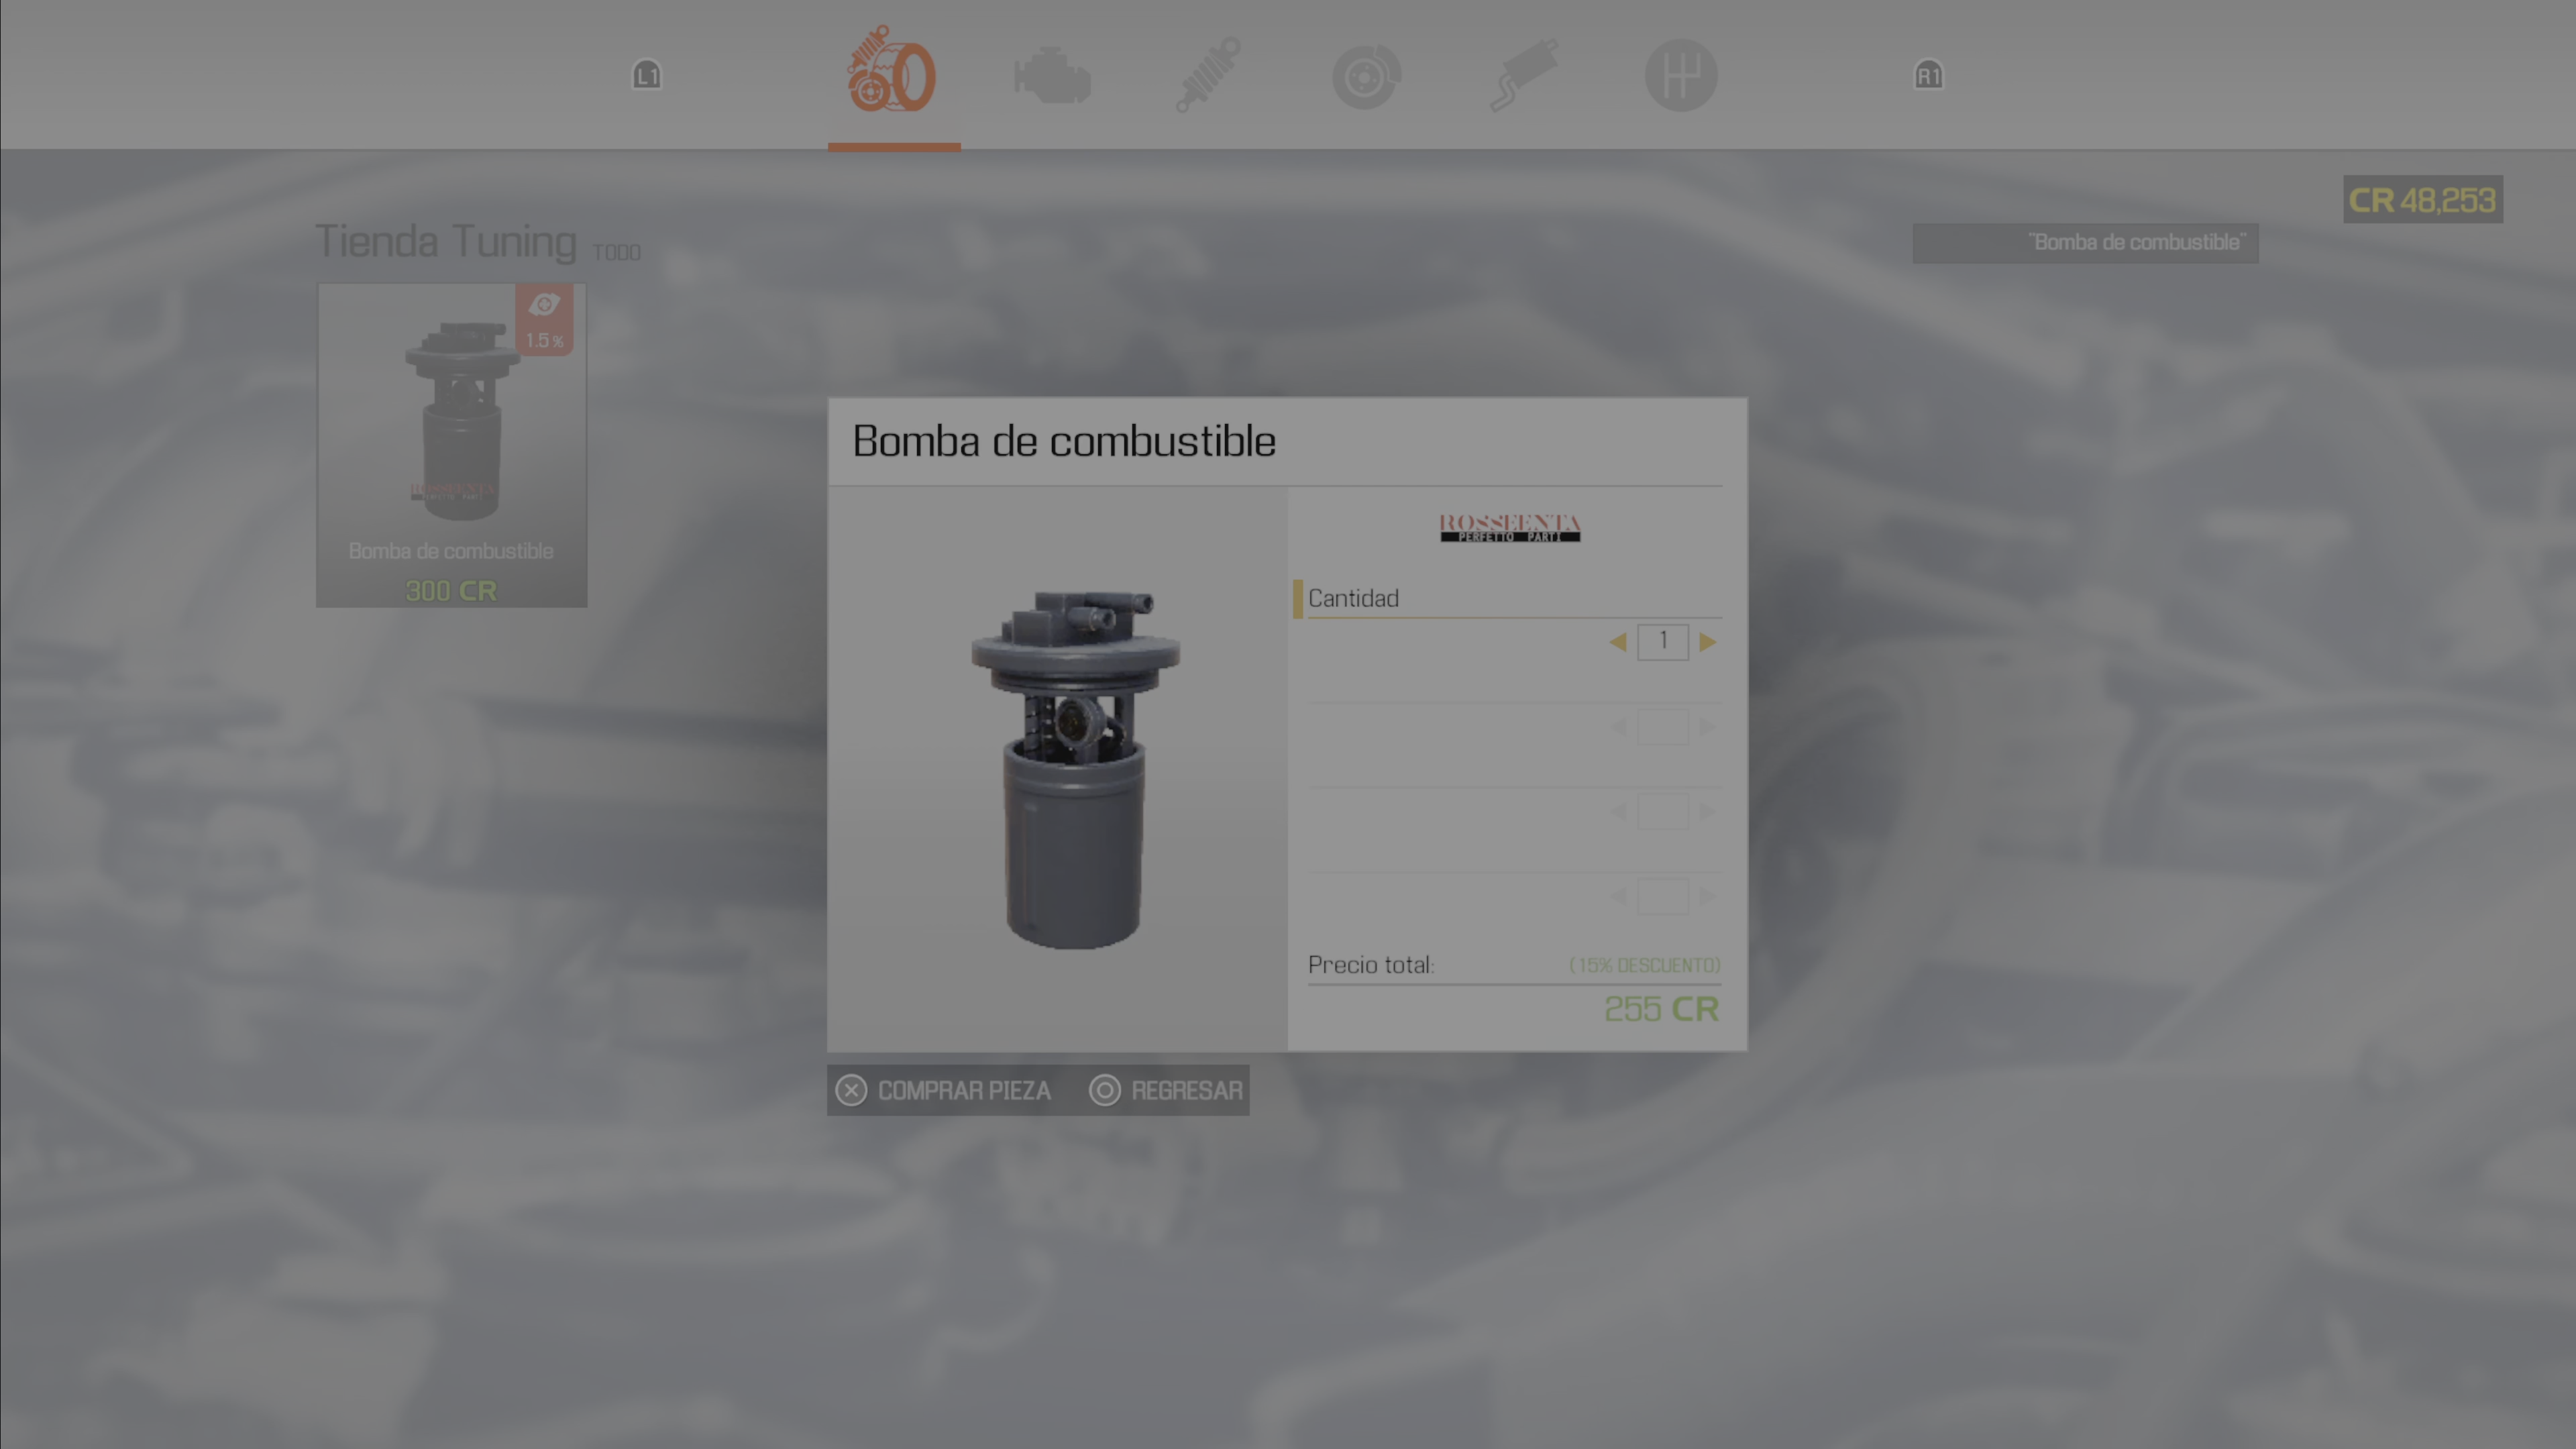 L1
R1
CR 48,253
Tienda Tuning TODO
"Bomba de combustible"
1.5 %
ROSSEENTA
Bomba de combustible
300 CR
Bomba de combustible
ROSSEENTA
PERFETTO PARTI
Cantidad
1
Precio total: (15% DESCUENTO)
255 CR
COMPRAR PIEZA REGRESAR